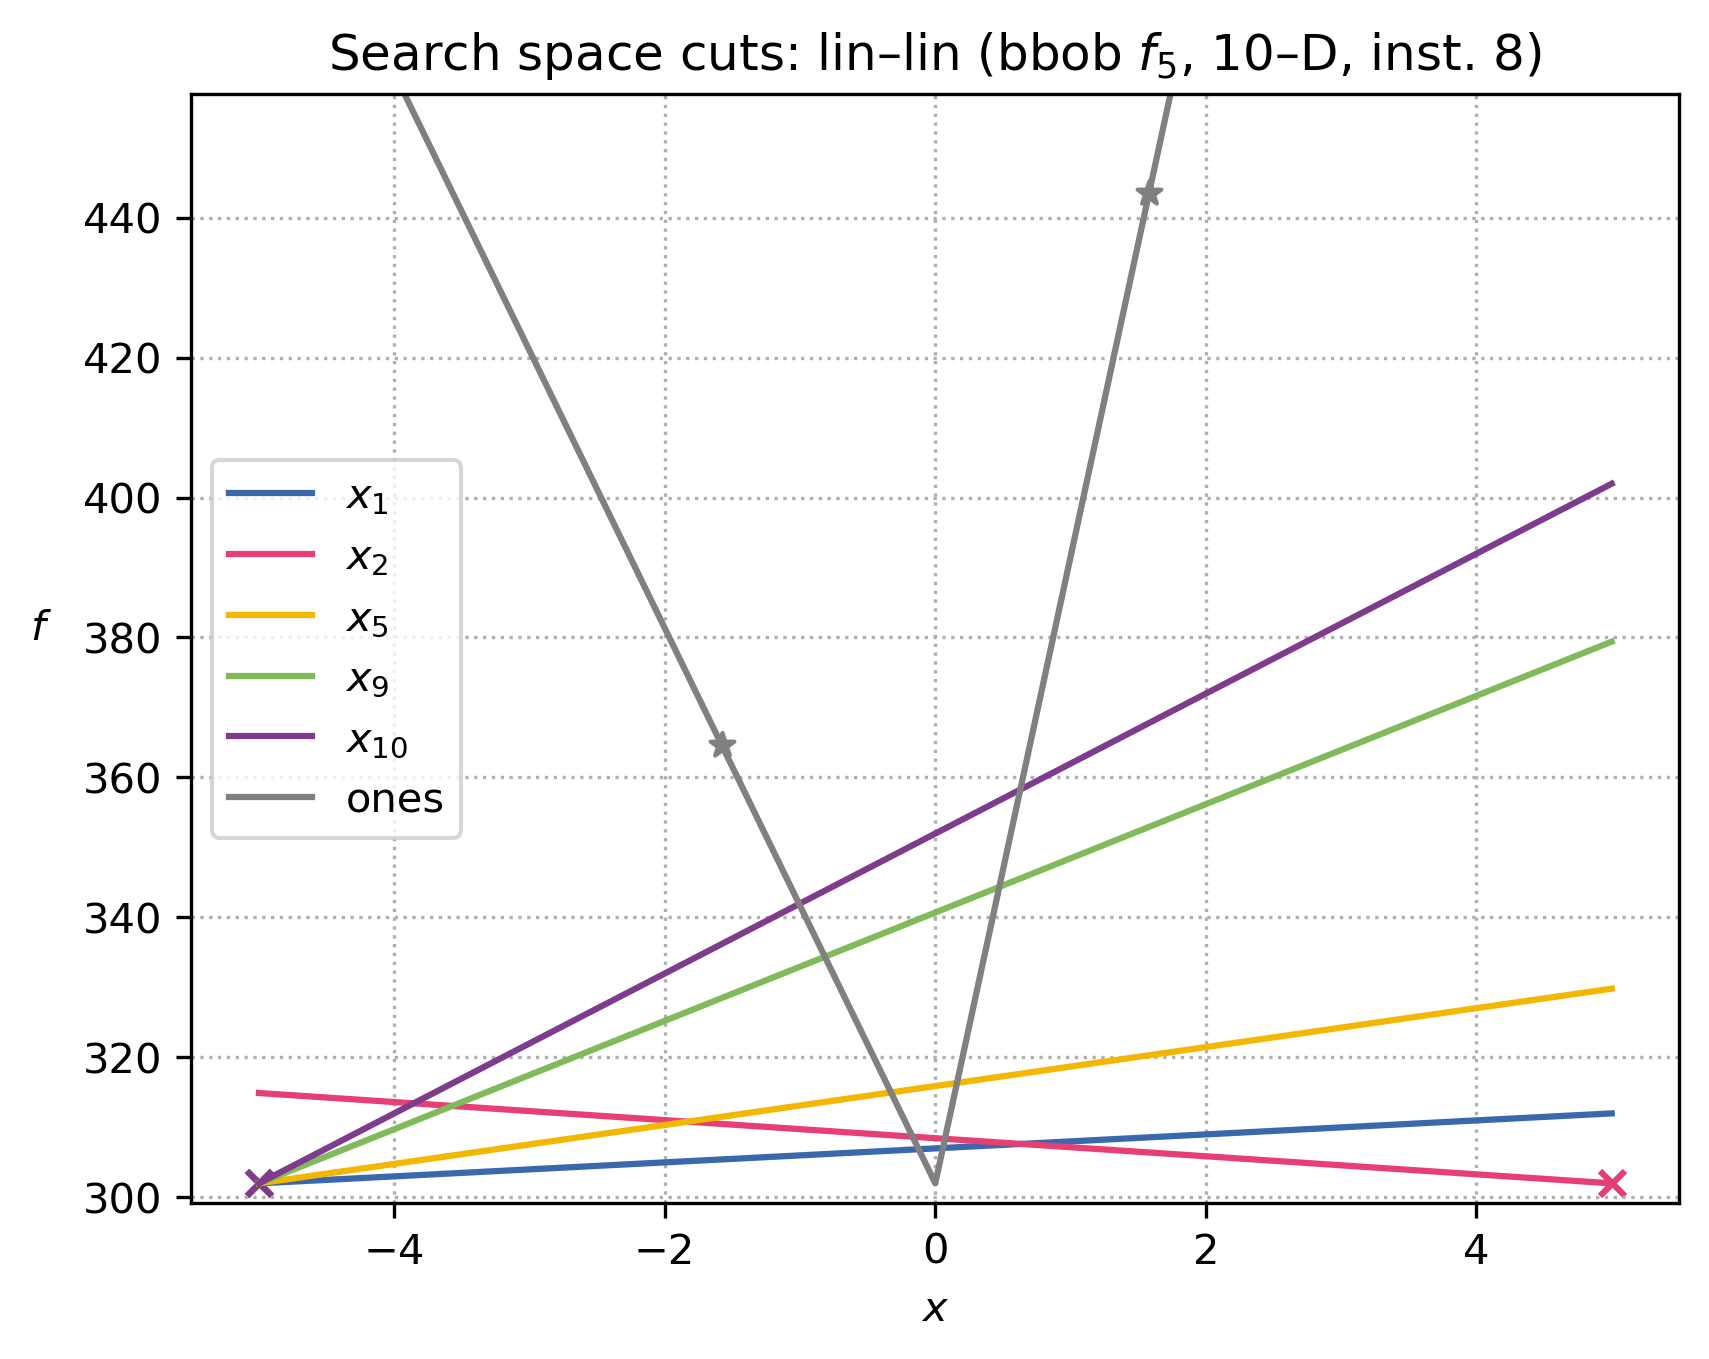 Search space cuts: lin–lin (bbob f₅, 10–D, inst. 8)
440
420
400
380
360
340
320
300
f
x₁
x₂
x₅
x₉
x₁₀
ones
−4 −2 0 2 4
x